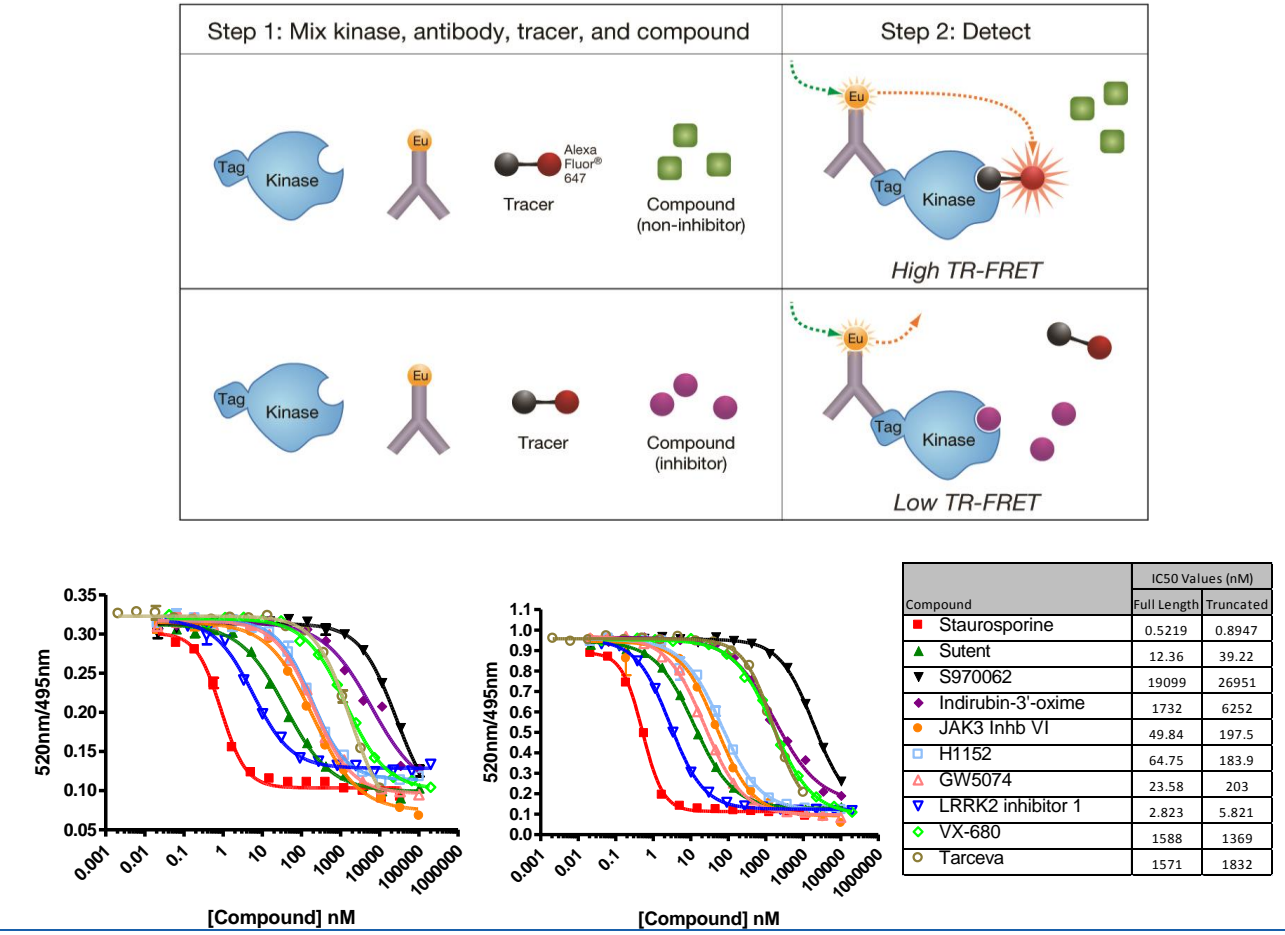 Step 1: Mix kinase, antibody, tracer, and compound
Step 2: Detect
Tag
Kinase
Eu
Alexa
Fluor®
647
Tracer
Compound
(non-inhibitor)
Eu
Tag
Kinase
High TR-FRET
Tag
Kinase
Eu
Tracer
Compound
(inhibitor)
Eu
Tag
Kinase
Low TR-FRET
520nm/495nm
0.35
0.30
0.25
0.20
0.15
0.10
0.05
0.001 0.01 0.1 1 10 100 1000 10000 100000 1000000
[Compound] nM
520nm/495nm
1.1
1.0
0.9
0.8
0.7
0.6
0.5
0.4
0.3
0.2
0.1
0.0
0.001 0.01 0.1 1 10 100 1000 10000 100000 1000000
[Compound] nM
IC50 Values (nM)
Compound Full Length Truncated
Staurosporine 0.5219 0.8947
Sutent 12.36 39.22
S970062 19099 26951
Indirubin-3'-oxime 1732 6252
JAK3 Inhb VI 49.84 197.5
H1152 64.75 183.9
GW5074 23.58 203
LRRK2 inhibitor 1 2.823 5.821
VX-680 1588 1369
Tarceva 1571 1832